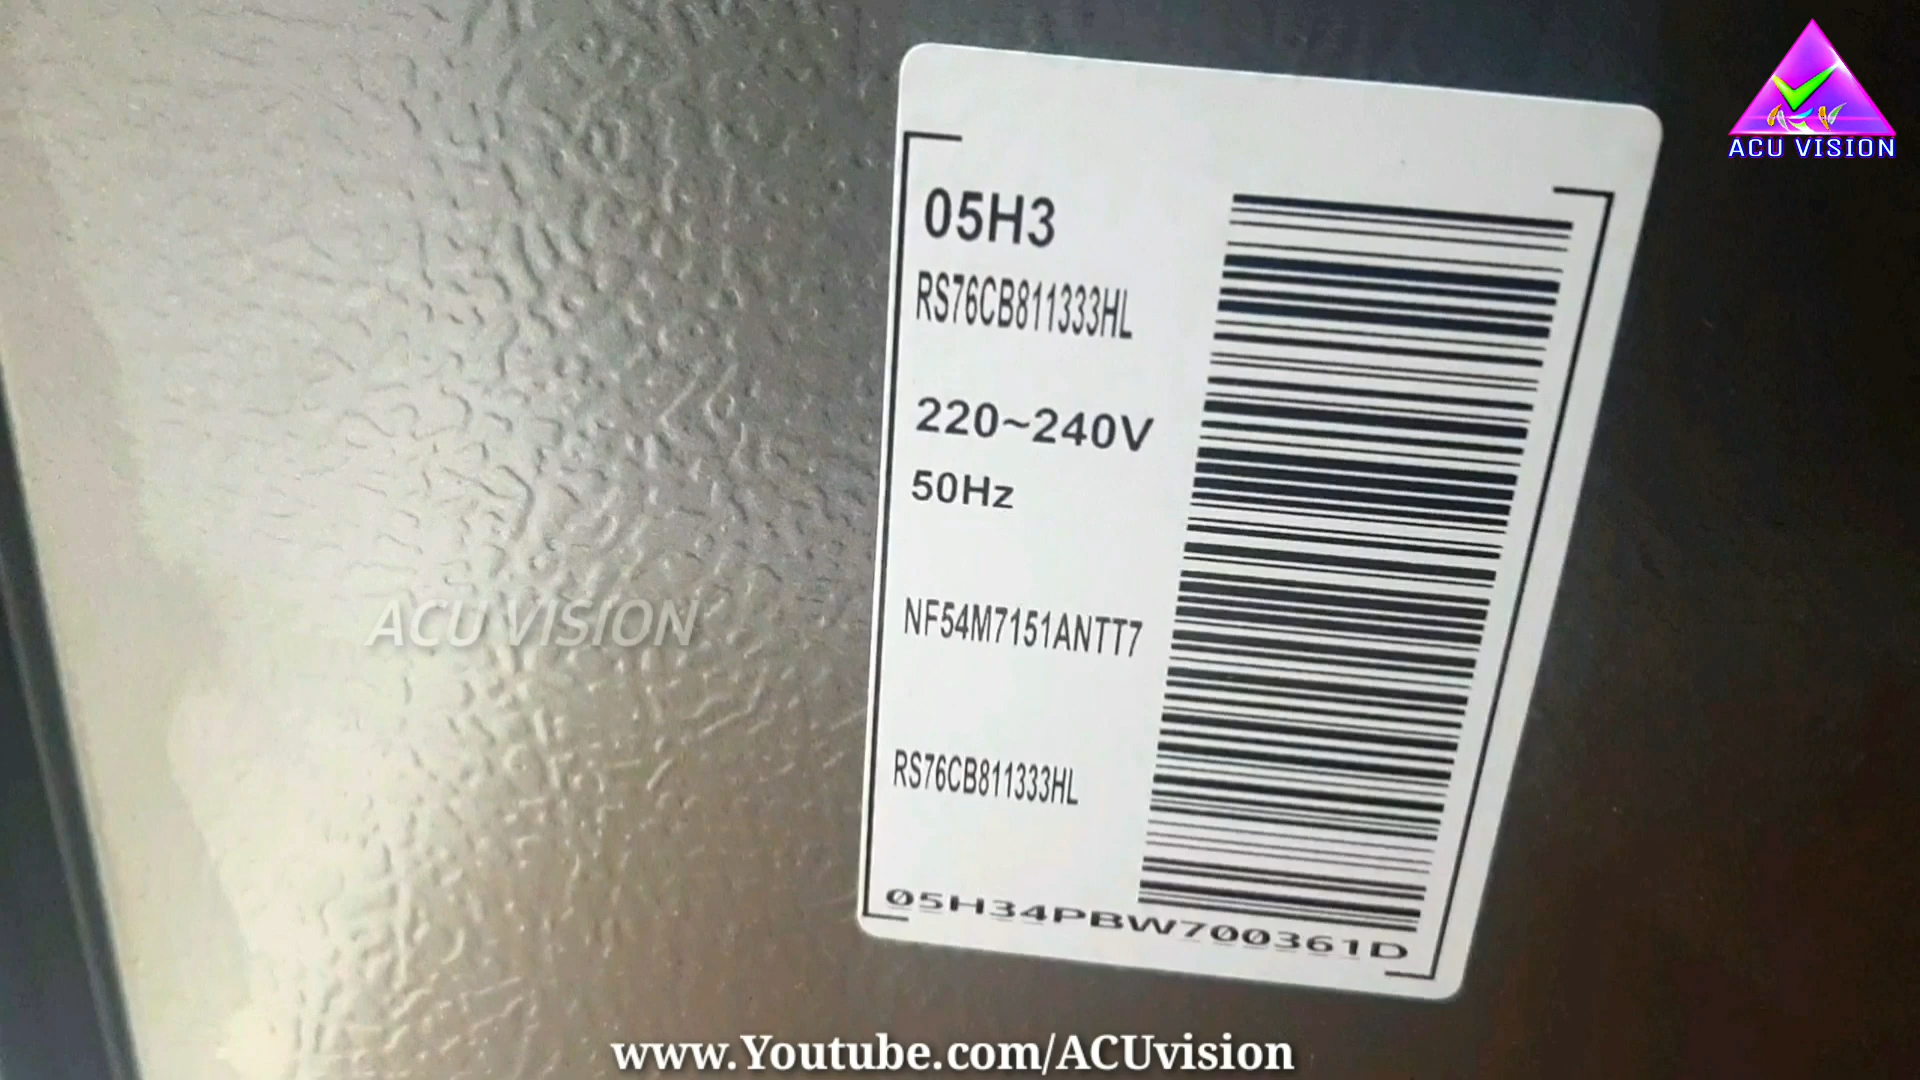 ACU VISION
05H3
RS76CB811333HL
220~240V
50Hz
NF54M7151ANTT7
ACU VISION
RS76CB811333HL
05H34PBW700361D
www.Youtube.com/ACUvision